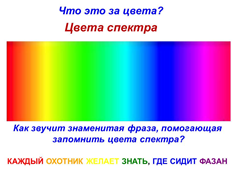 Что это за цвета?
Цвета спектра
Как звучит знаменитая фраза, помогающая
запомнить цвета спектра?
КАЖДЫЙ ОХОТНИК ЖЕЛАЕТ ЗНАТЬ, ГДЕ СИДИТ ФАЗАН